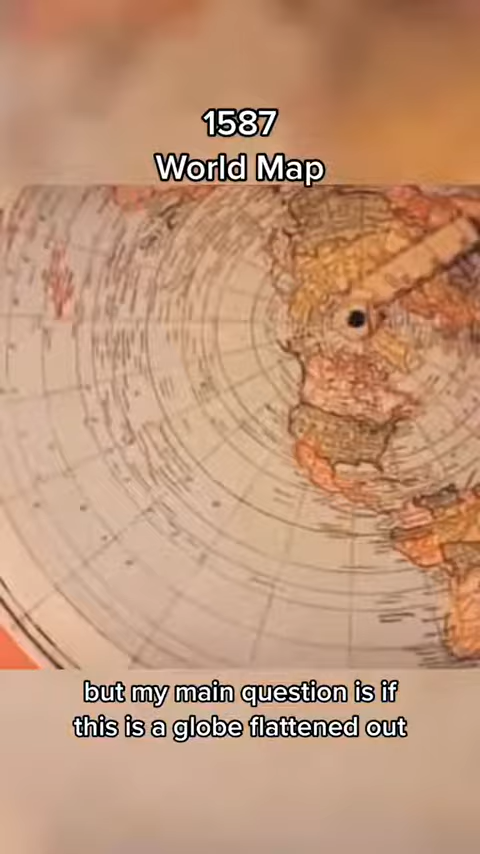 1587
World Map
but my main question is if
this is a globe flattened out